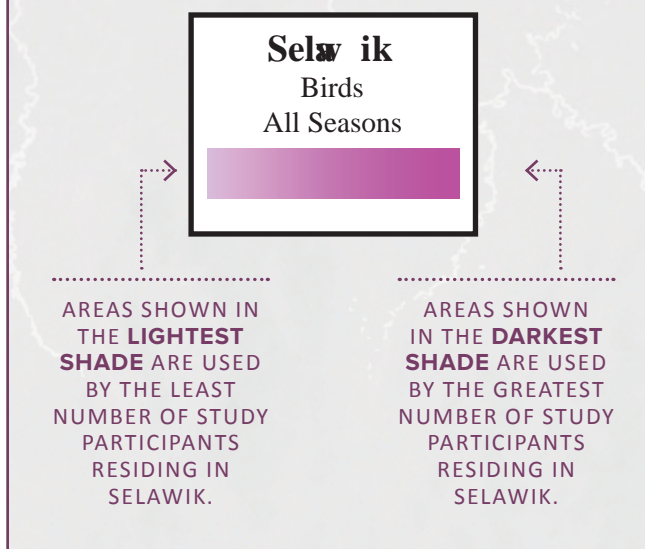 Selawik
Birds
All Seasons
AREAS SHOWN IN
THE LIGHTEST
SHADE ARE USED
BY THE LEAST
NUMBER OF STUDY
PARTICIPANTS
RESIDING IN
SELAWIK.
AREAS SHOWN
IN THE DARKEST
SHADE ARE USED
BY THE GREATEST
NUMBER OF STUDY
PARTICIPANTS
RESIDING IN
SELAWIK.